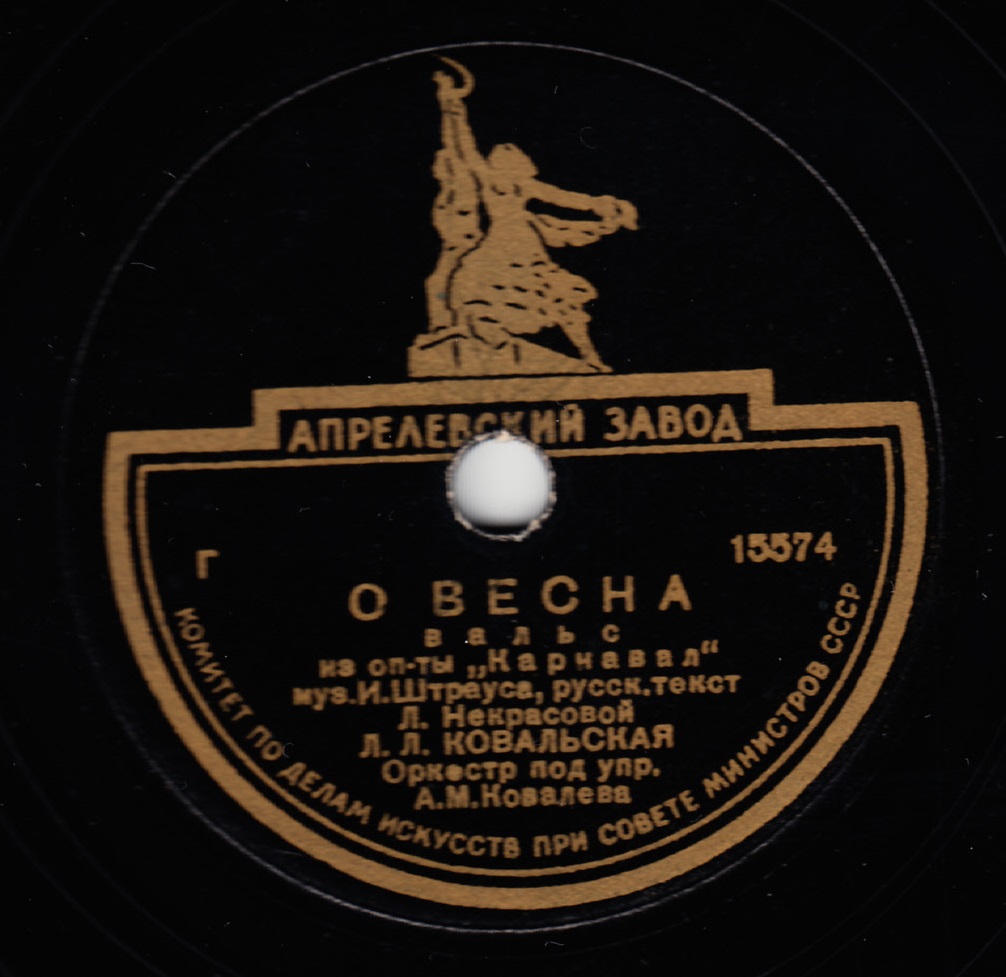 АПРЕЛЕВСКИЙ ЗАВОД
Г 15574
О ВЕСНА
вальс
из оп-ты „Карнавал“
муз.И.Штреуса, русск.текст
Л. Некрасовой
Л. Л. КОВАЛЬСКАЯ
Оркестр под упр.
А.М.Ковалева
КОМИТЕТ ПО ДЕЛАМ ИСКУССТВ ПРИ СОВЕТЕ МИНИСТРОВ СССР